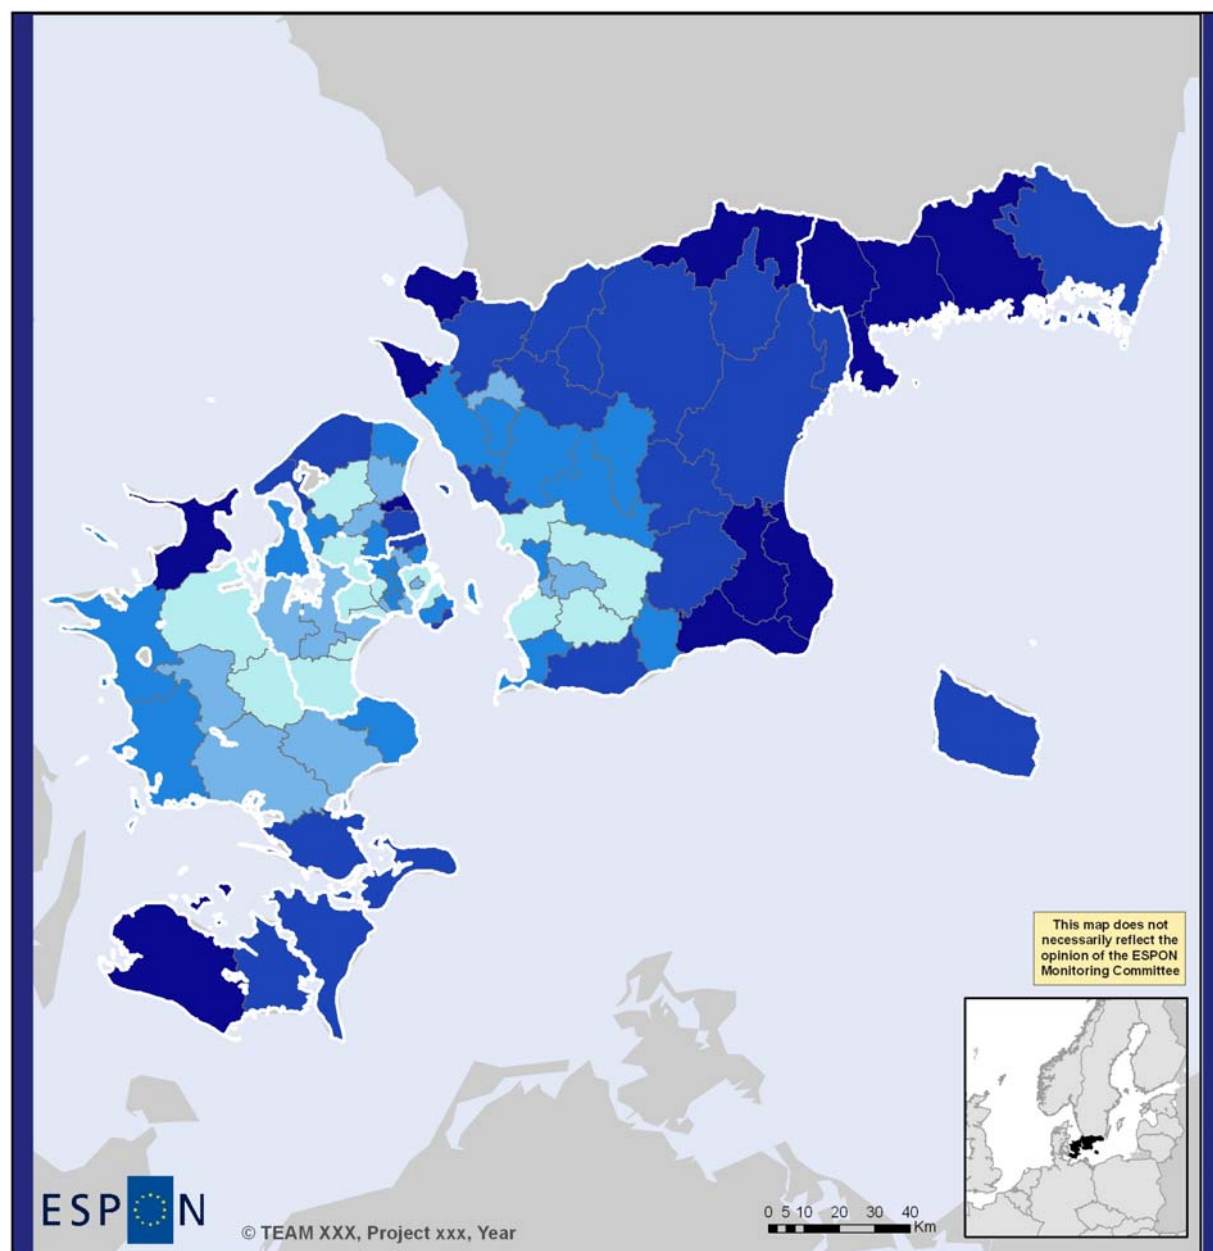 This map does not
necessarily reflect the
opinion of the ESPON
Monitoring Committee
ESPON
© TEAM XXX, Project xxx, Year
0 5 10 20 30 40
Km